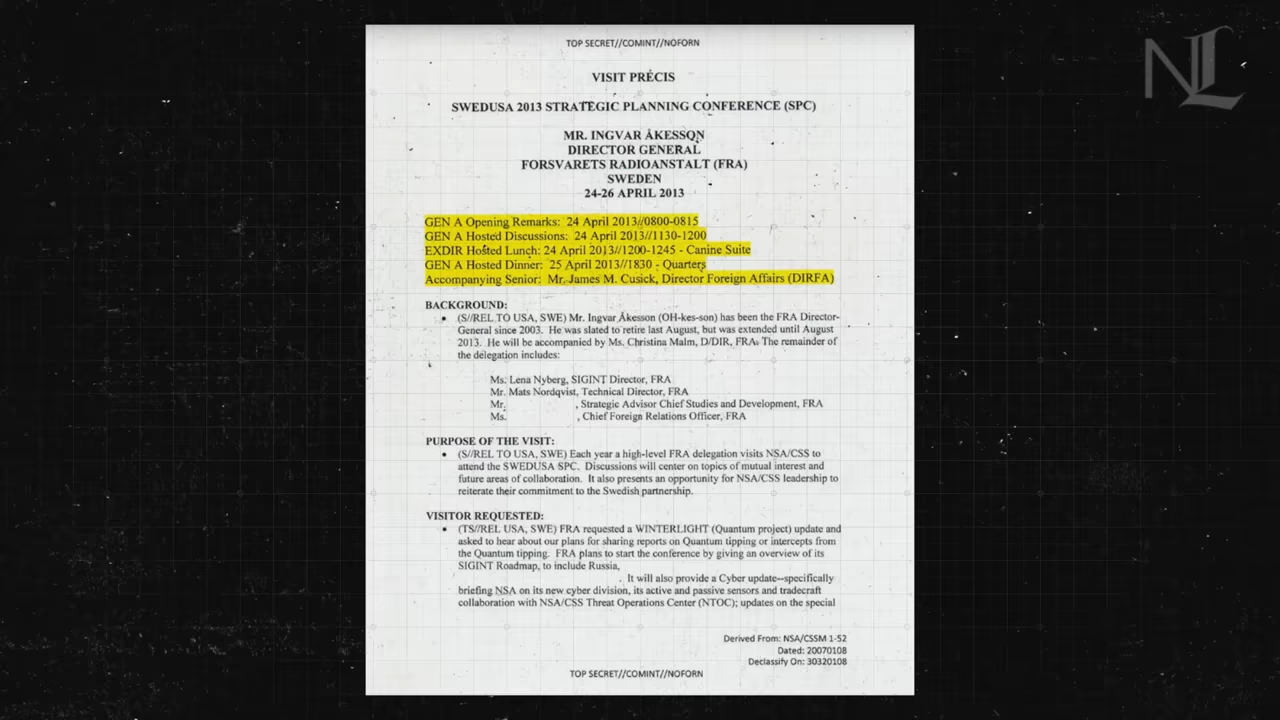 TOP SECRET//COMINT//NOFORN
NL
VISIT PRÉCIS
SWEDUSA 2013 STRATEGIC PLANNING CONFERENCE (SPC)
MR. INGVAR ÅKESSON
DIRECTOR GENERAL
FORSVARETS RADIOANSTALT (FRA)
SWEDEN
24-26 APRIL 2013
GEN A Opening Remarks: 24 April 2013//0800-0815
GEN A Hosted Discussions: 24 April 2013//1130-1200
EXDIR Hosted Lunch: 24 April 2013//1200-1245 - Canine Suite
GEN A Hosted Dinner: 25 April 2013//1830 - Quarters
Accompanying Senior: Mr. James M. Cusick, Director Foreign Affairs (DIRFA)
BACKGROUND:
• (S//REL TO USA, SWE) Mr. Ingvar Åkesson (OH-kes-son) has been the FRA Director-
General since 2003. He was slated to retire last August, but was extended until August
2013. He will be accompanied by Ms. Christina Malm, D/DIR, FRA. The remainder of
the delegation includes:
Ms. Lena Nyberg, SIGINT Director, FRA
Mr. Mats Nordqvist, Technical Director, FRA
Mr. , Strategic Advisor Chief Studies and Development, FRA
Ms. , Chief Foreign Relations Officer, FRA
PURPOSE OF THE VISIT:
• (S//REL TO USA, SWE) Each year a high-level FRA delegation visits NSA/CSS to
attend the SWEDUSA SPC. Discussions will center on topics of mutual interest and
future areas of collaboration. It also presents an opportunity for NSA/CSS leadership to
reiterate their commitment to the Swedish partnership.
VISITOR REQUESTED:
• (TS//REL USA, SWE) FRA requested a WINTERLIGHT (Quantum project) update and
asked to hear about our plans for sharing reports on Quantum tipping or intercepts from
the Quantum tipping. FRA plans to start the conference by giving an overview of its
SIGINT Roadmap, to include Russia,
. It will also provide a Cyber update--specifically
briefing NSA on its new cyber division, its active and passive sensors and tradecraft
collaboration with NSA/CSS Threat Operations Center (NTOC); updates on the special
Derived From: NSA/CSSM 1-52
Dated: 20070108
Declassify On: 30320108
TOP SECRET//COMINT//NOFORN